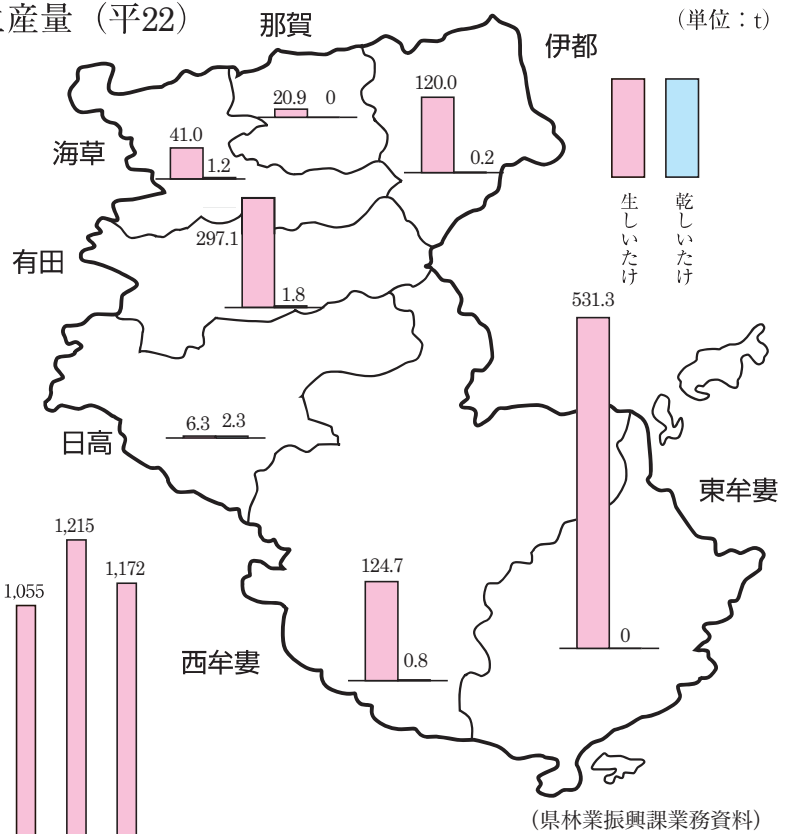 産量（平22）
（単位：t）
那賀
伊都
海草
有田
日高
西牟婁
東牟婁
20.9 0
120.0
0.2
41.0
1.2
297.1
1.8
6.3 2.3
531.3
0
124.7
0.8
生しいたけ
乾しいたけ
1,055
1,215
1,172
（県林業振興課業務資料）